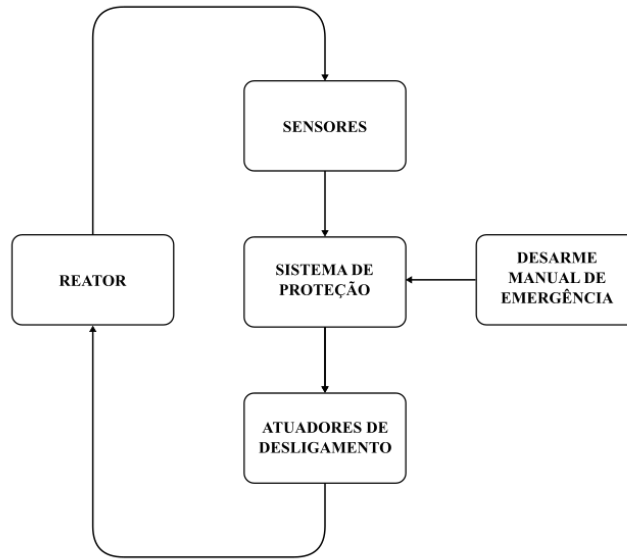 SENSORES
REATOR
SISTEMA DE
PROTEÇÃO
DESARME
MANUAL DE
EMERGÊNCIA
ATUADORES DE
DESLIGAMENTO